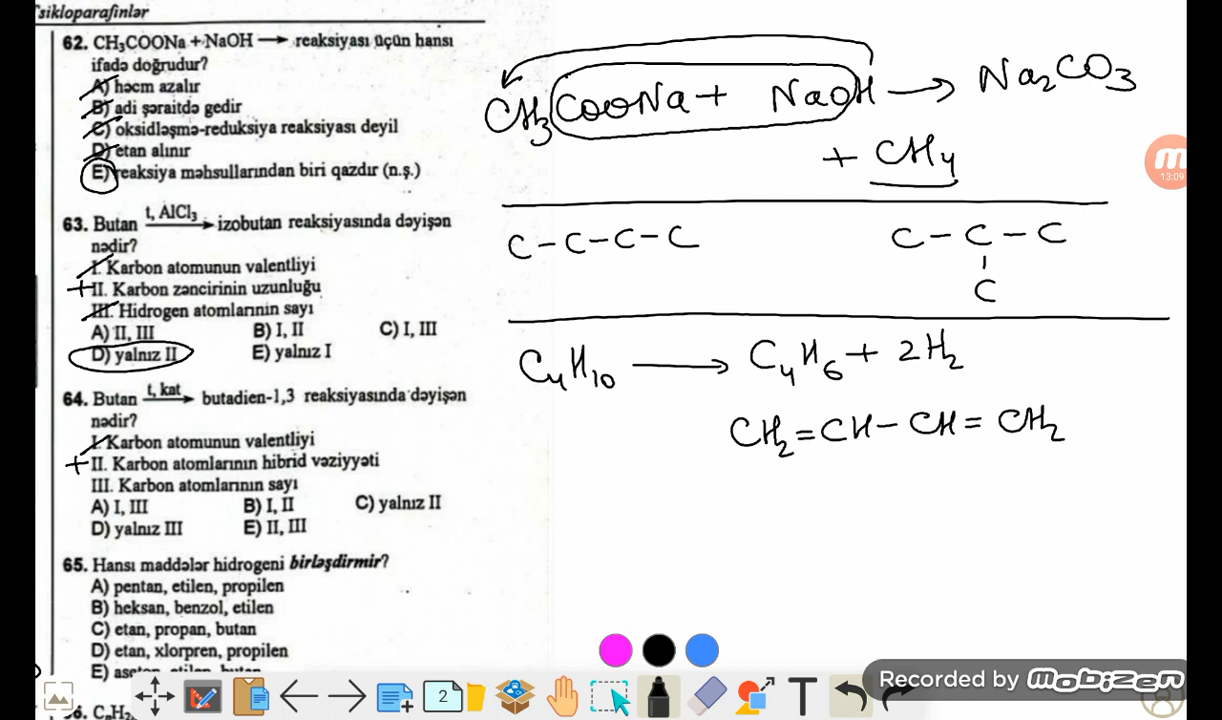 Tsikloparafinlər
62. CH₃COONa + NaOH ⟶ reaksiyası üçün hansı
ifadə doğrudur?
A) həcm azalır
B) adi şəraitdə gedir
C) oksidləşmə-reduksiya reaksiyası deyil
D) etan alınır
E) reaksiya məhsullarından biri qazdır (n.ş.)
63. Butan t, AlCl₃ ⟶ izobutan reaksiyasında dəyişən
nədir?
I. Karbon atomunun valentliyi
II. Karbon zəncirinin uzunluğu
III. Hidrogen atomlarının sayı
A) II, III B) I, II C) I, III
D) yalnız II E) yalnız I
64. Butan t, kat ⟶ butadien-1,3 reaksiyasında dəyişən
nədir?
I. Karbon atomunun valentliyi
II. Karbon atomlarının hibrid vəziyyəti
III. Karbon atomlarının sayı
A) I, III B) I, II C) yalnız II
D) yalnız III E) II, III
65. Hansı maddələr hidrogeni birləşdirmir?
A) pentan, etilen, propilen
B) heksan, benzol, etilen
C) etan, propan, butan
D) etan, xlorpren, propilen
E)
CH₃COONa + NaOH ⟶ Na₂CO₃
+ CH₄
C-C-C-C C-C-C
C
C₄H₁₀ ⟶ C₄H₆ + 2H₂
CH₂=CH-CH=CH₂
13:09
2
T
Recorded by mobizen